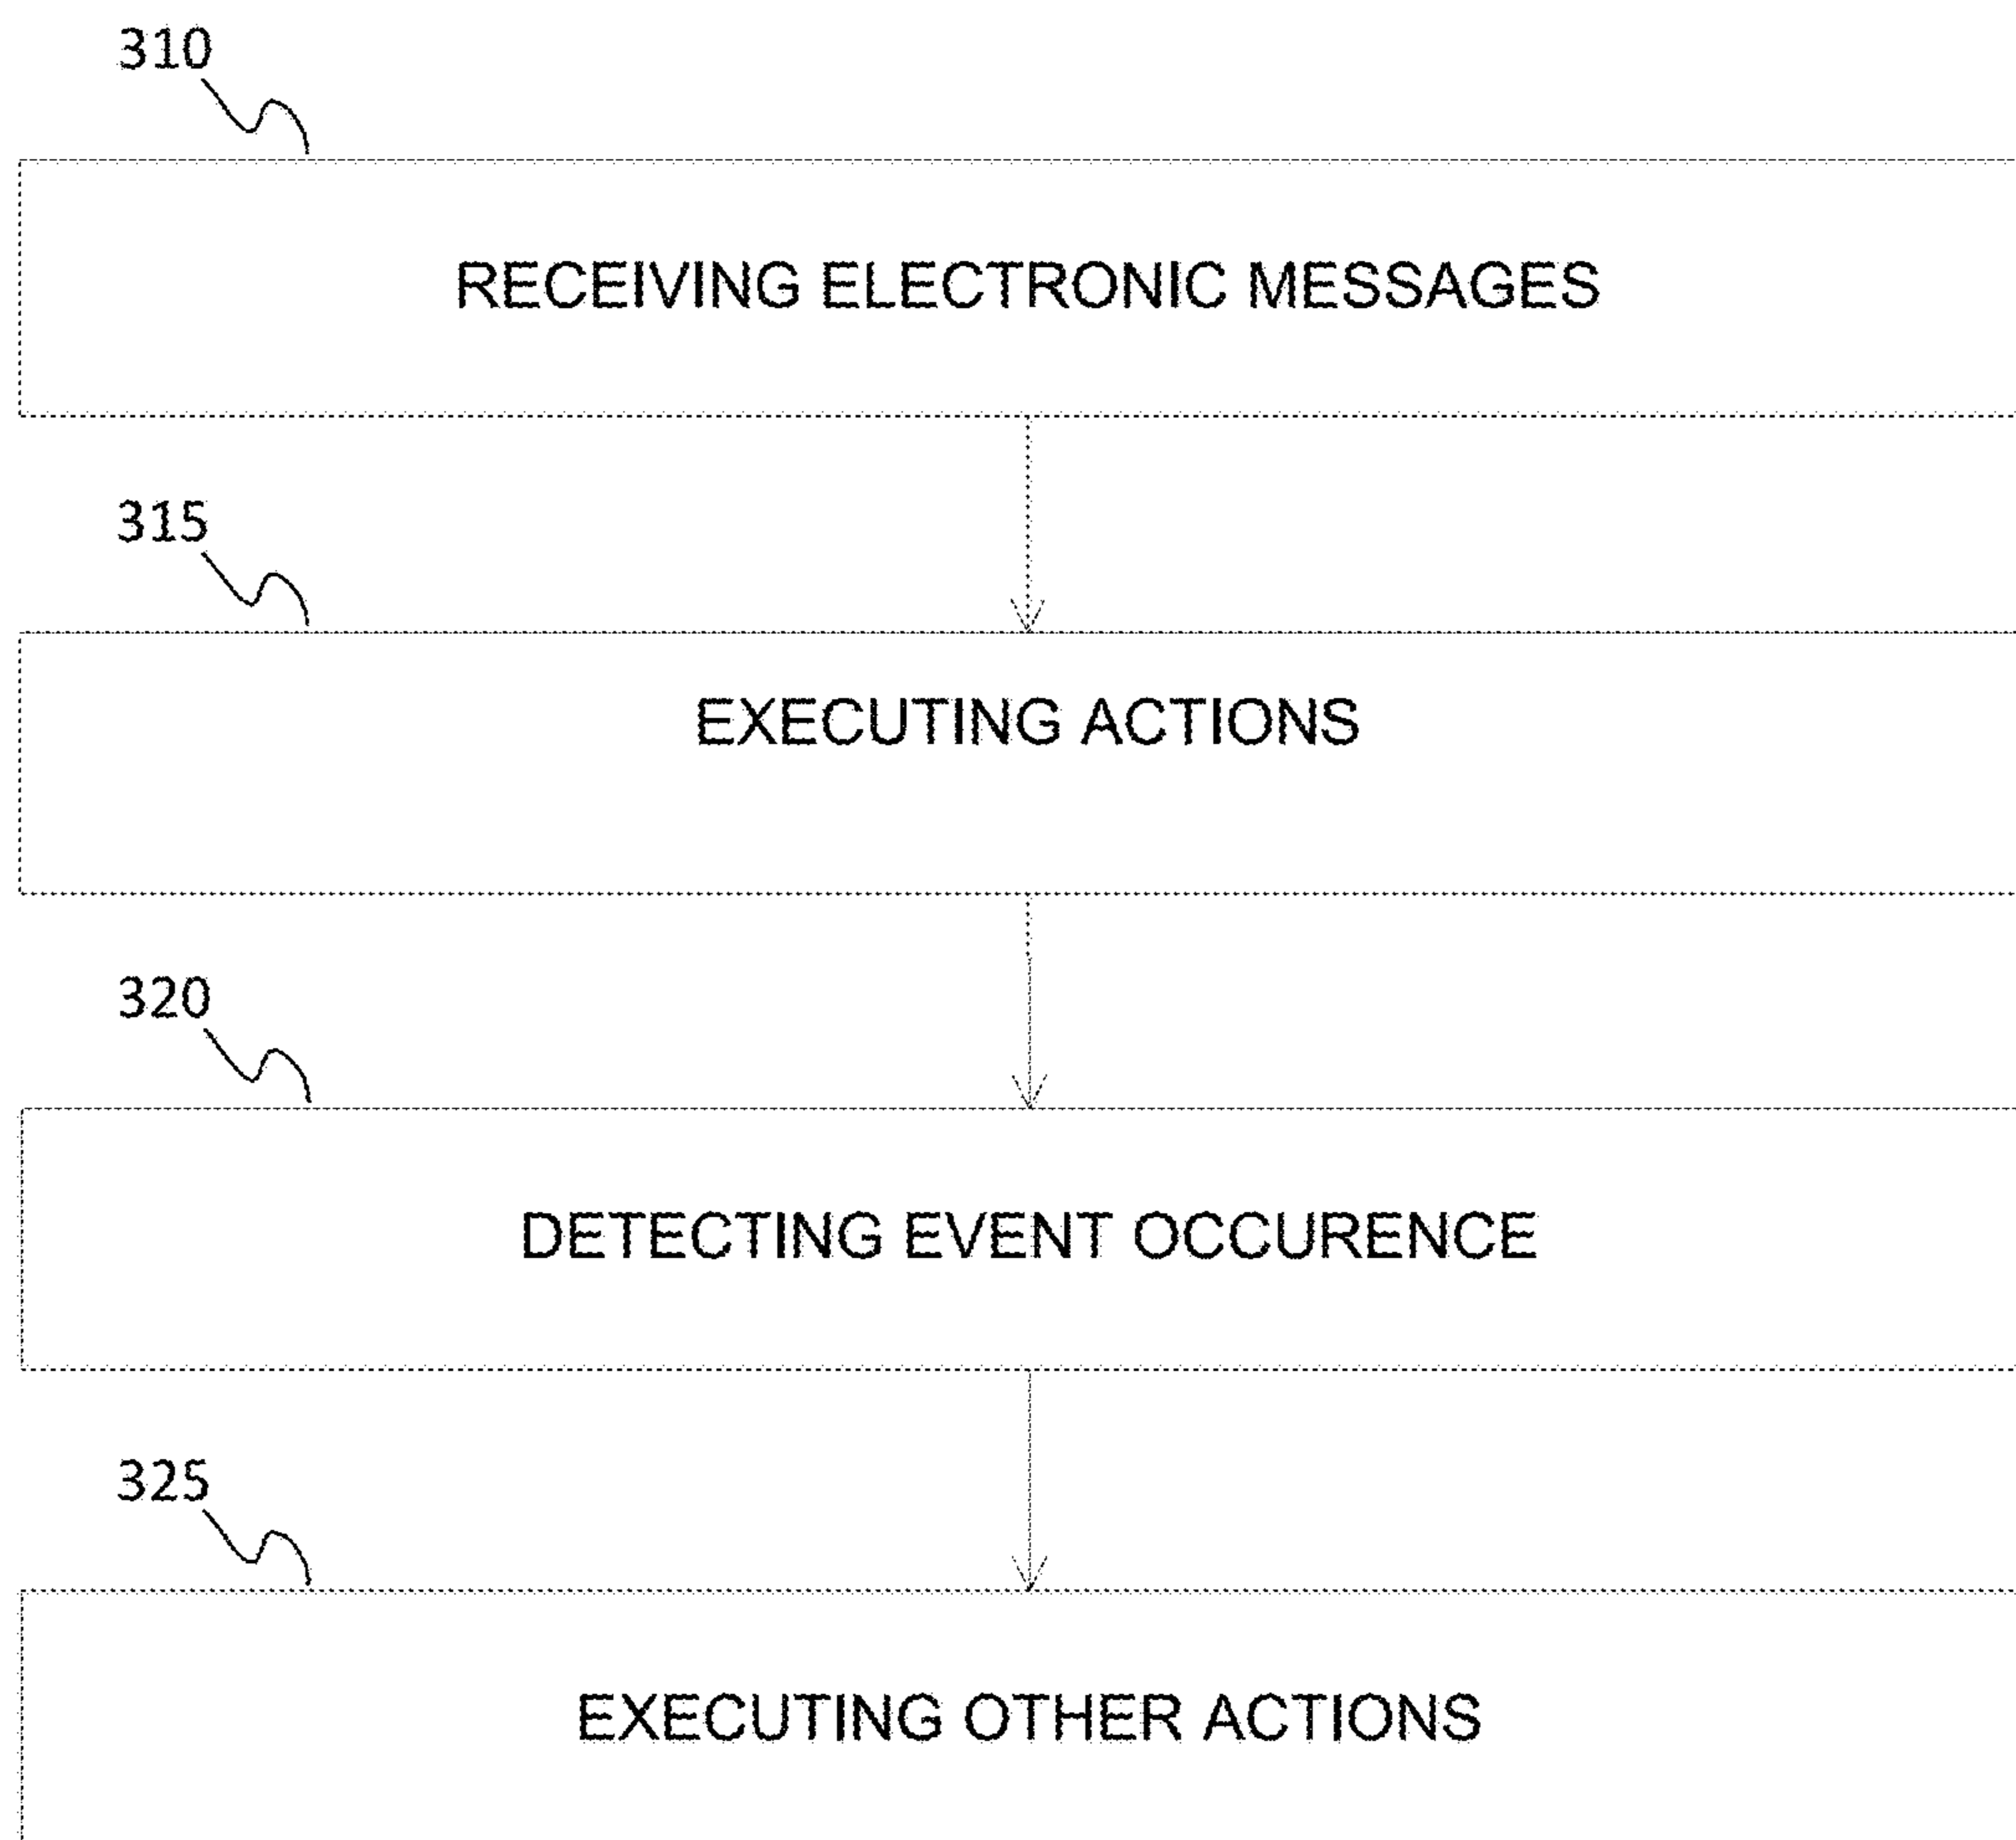 310
RECEIVING ELECTRONIC MESSAGES
315
EXECUTING ACTIONS
320
DETECTING EVENT OCCURENCE
325
EXECUTING OTHER ACTIONS